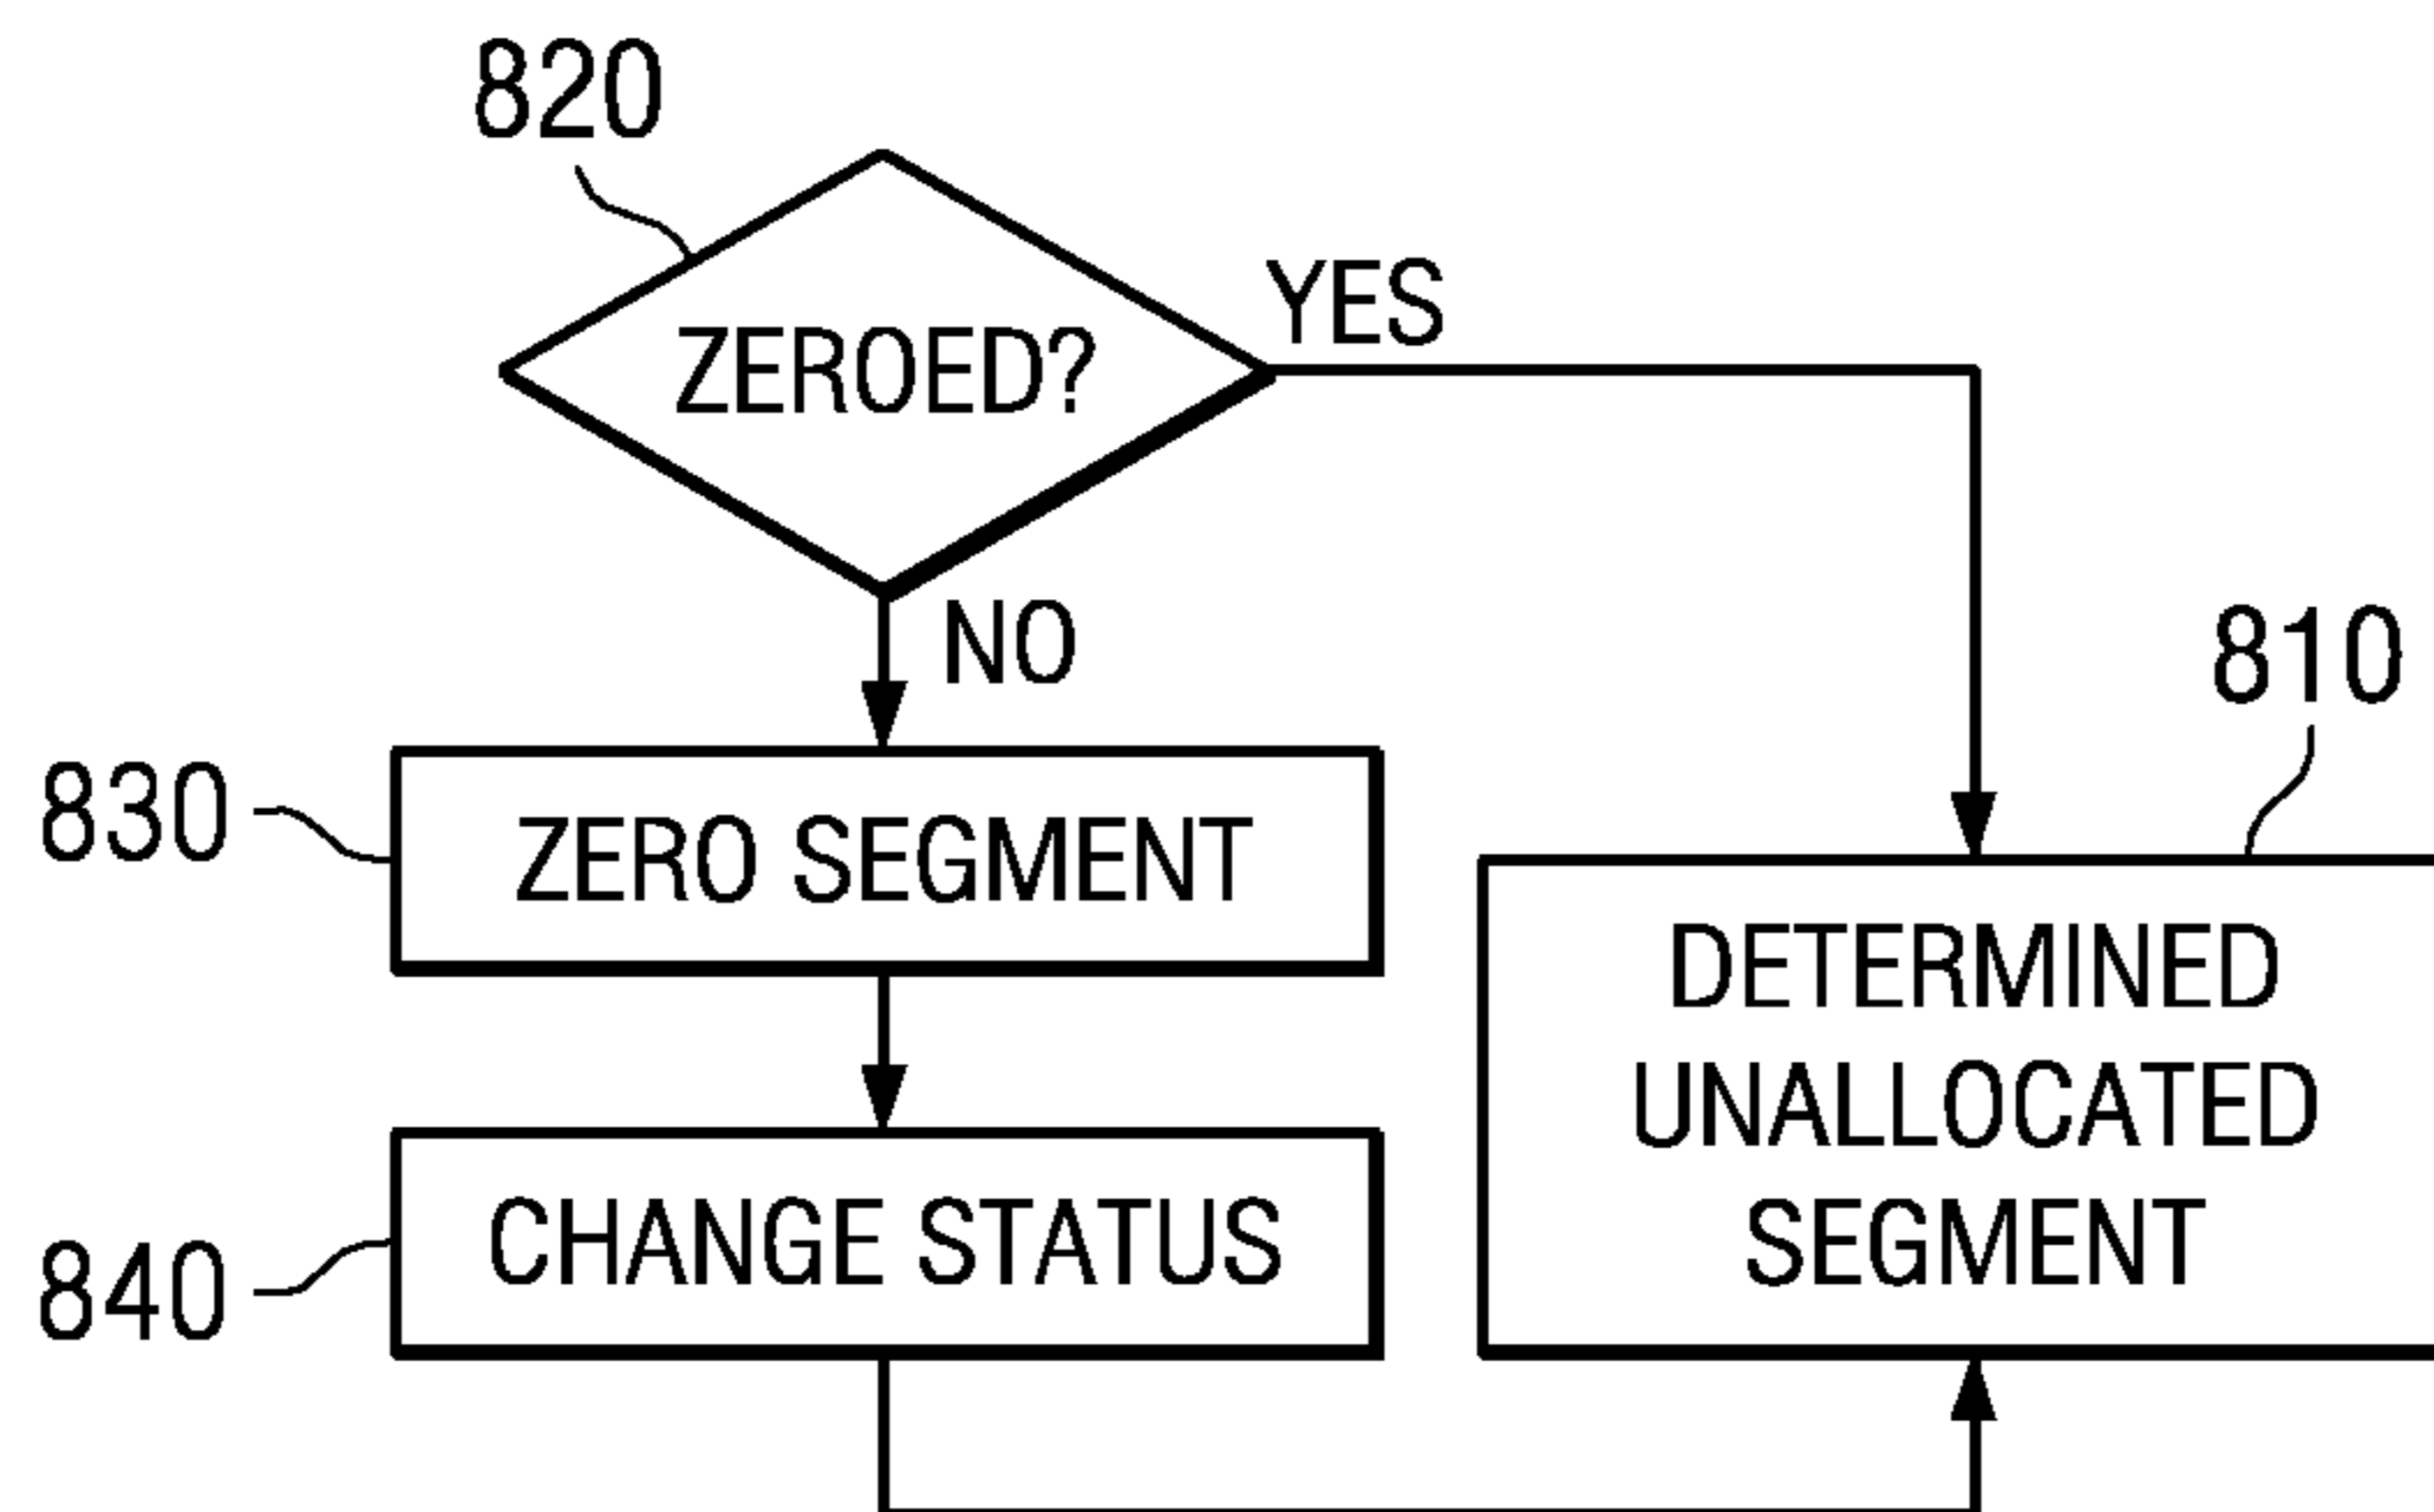 820
ZEROED?
YES
NO
810
830
ZERO SEGMENT
DETERMINED
UNALLOCATED
SEGMENT
840
CHANGE STATUS